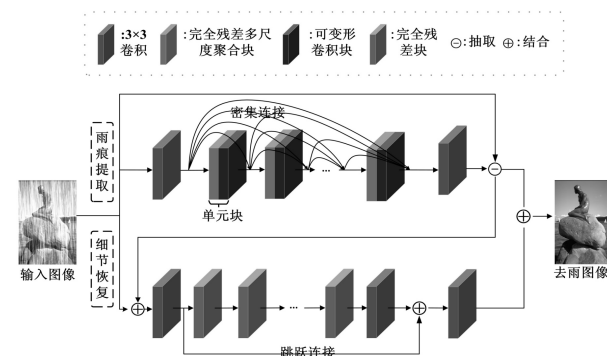 :3×3
卷积
:完全残差多尺
度聚合块
:可变形
卷积块
:完全残
差块
⊖:抽取
⊕:结合
密集连接
雨痕提取
...
单元块
输入图像
细节恢复
去雨图像
...
跳跃连接